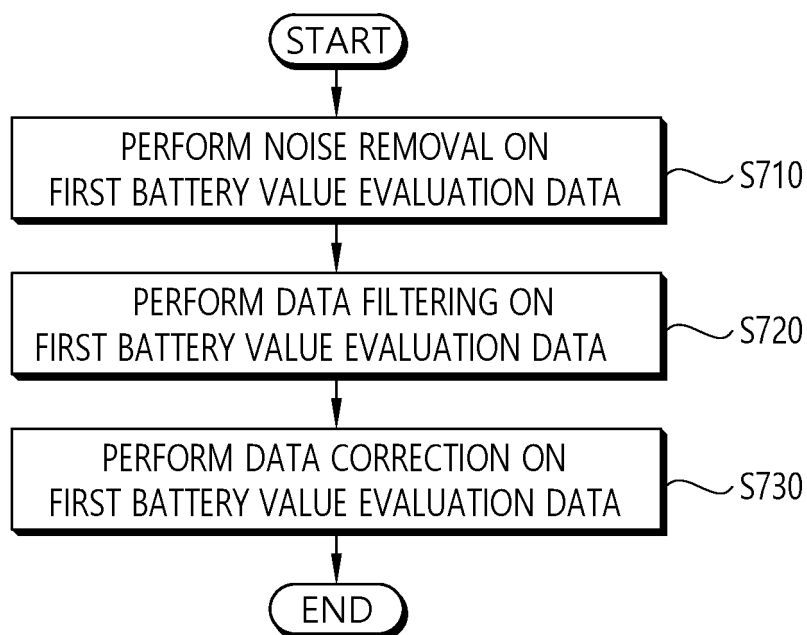 START
PERFORM NOISE REMOVAL ON
FIRST BATTERY VALUE EVALUATION DATA
S710
PERFORM DATA FILTERING ON
FIRST BATTERY VALUE EVALUATION DATA
S720
PERFORM DATA CORRECTION ON
FIRST BATTERY VALUE EVALUATION DATA
S730
END